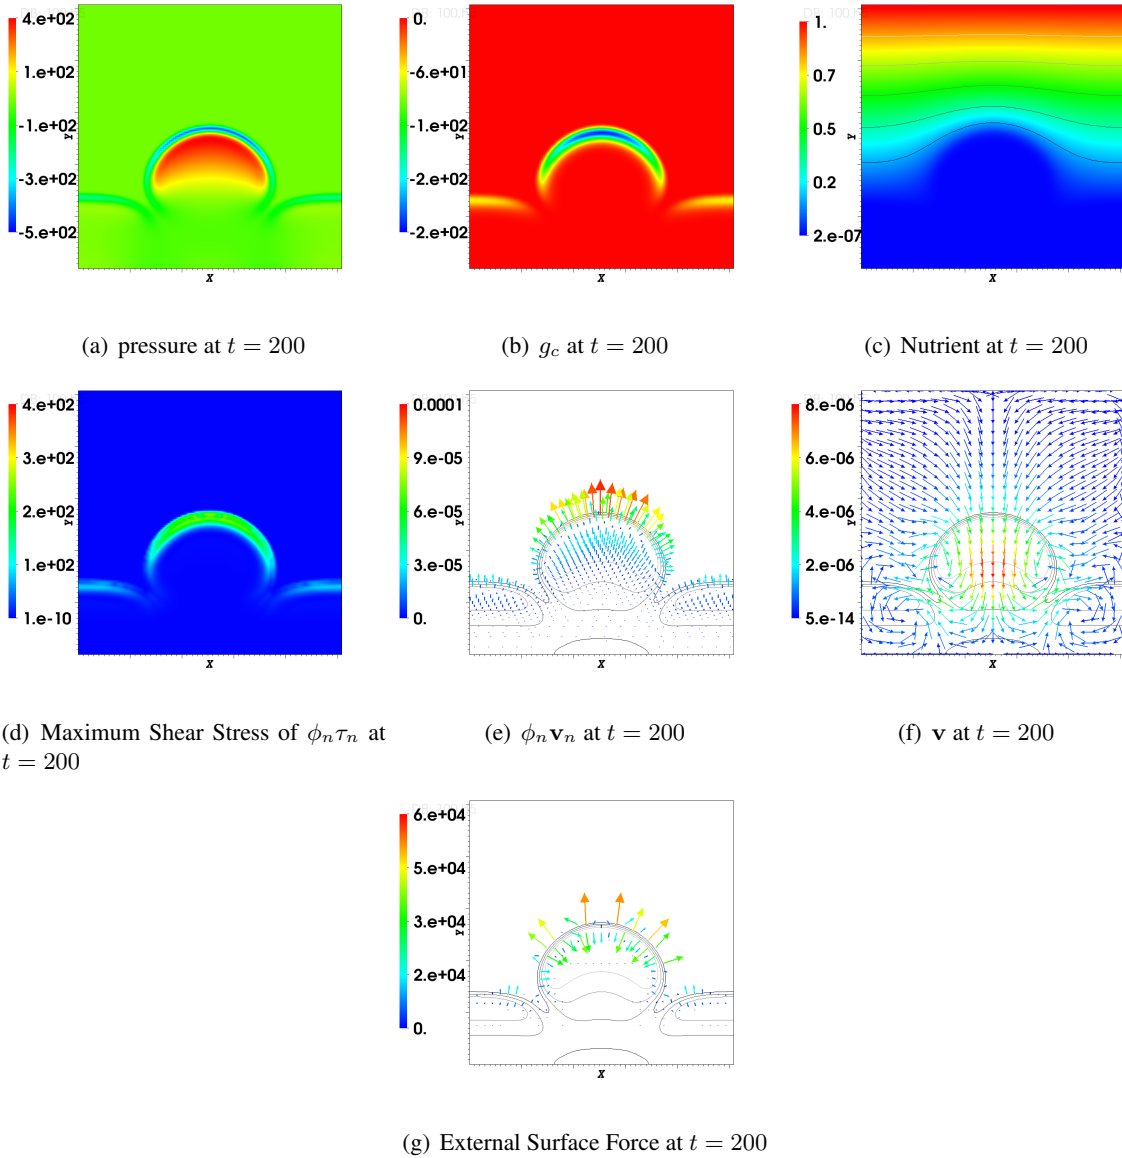 4.e+02
1.e+02
-1.e+02
-3.e+02
-5.e+02
Y
X
0.
-6.e+01
-1.e+02
-2.e+02
-2.e+02
Y
X
1.
0.7
0.5
0.2
2.e-07
Y
X
(a) pressure at t = 200
(b) g_c at t = 200
(c) Nutrient at t = 200
4.e+02
3.e+02
2.e+02
1.e+02
1.e-10
Y
X
0.0001
9.e-05
6.e-05
3.e-05
0.
Y
X
8.e-06
6.e-06
4.e-06
2.e-06
5.e-14
Y
X
(d) Maximum Shear Stress of ϕ_nτ_n at
t = 200
(e) ϕ_n𝐯_n at t = 200
(f) 𝐯 at t = 200
6.e+04
5.e+04
3.e+04
2.e+04
0.
Y
X
(g) External Surface Force at t = 200